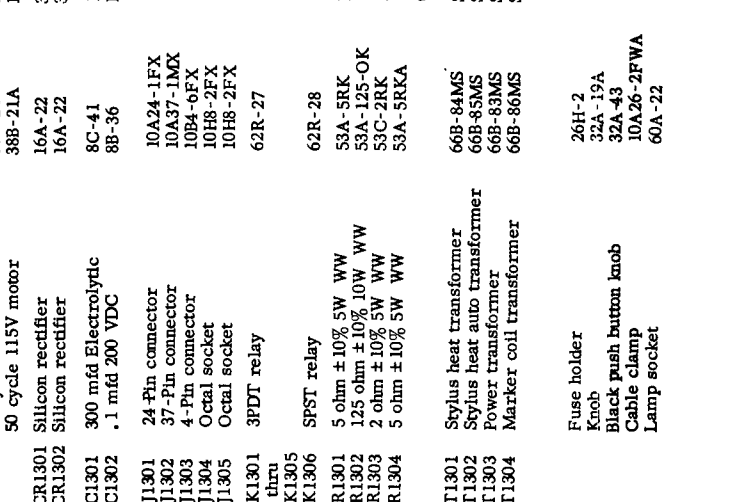 50 cycle 115V motor 38B-21A
CR1301 Silicon rectifier 16A-22
CR1302 Silicon rectifier 16A-22
C1301 300 mfd Electrolytic 8C-41
C1302 .1 mfd 200 VDC 8B-36
J1301 24-Pin connector 10A24-1FX
J1302 37-Pin connector 10A37-1MX
J1303 4-Pin connector 10B4-6FX
J1304 Octal socket 10H8-2FX
J1305 Octal socket 10H8-2FX
K1301 3PDT relay 62R-27
thru
K1305
K1306 SPST relay 62R-28
R1301 5 ohm ±10% 5W WW 53A-5RK
R1302 125 ohm ±10% 10W WW 53A-125-OK
R1303 2 ohm ±10% 5W WW 53C-2RK
R1304 5 ohm ±10% 5W WW 53A-5RKA
T1301 Stylus heat transformer 66B-84MS
T1302 Stylus heat auto transformer 66B-85MS
T1303 Power transformer 66B-83MS
T1304 Marker coil transformer 66B-86MS
Fuse holder 26H-2
Knob 32A-19A
Black push button knob 32A-43
Cable clamp 10A26-2FWA
Lamp socket 60A-22